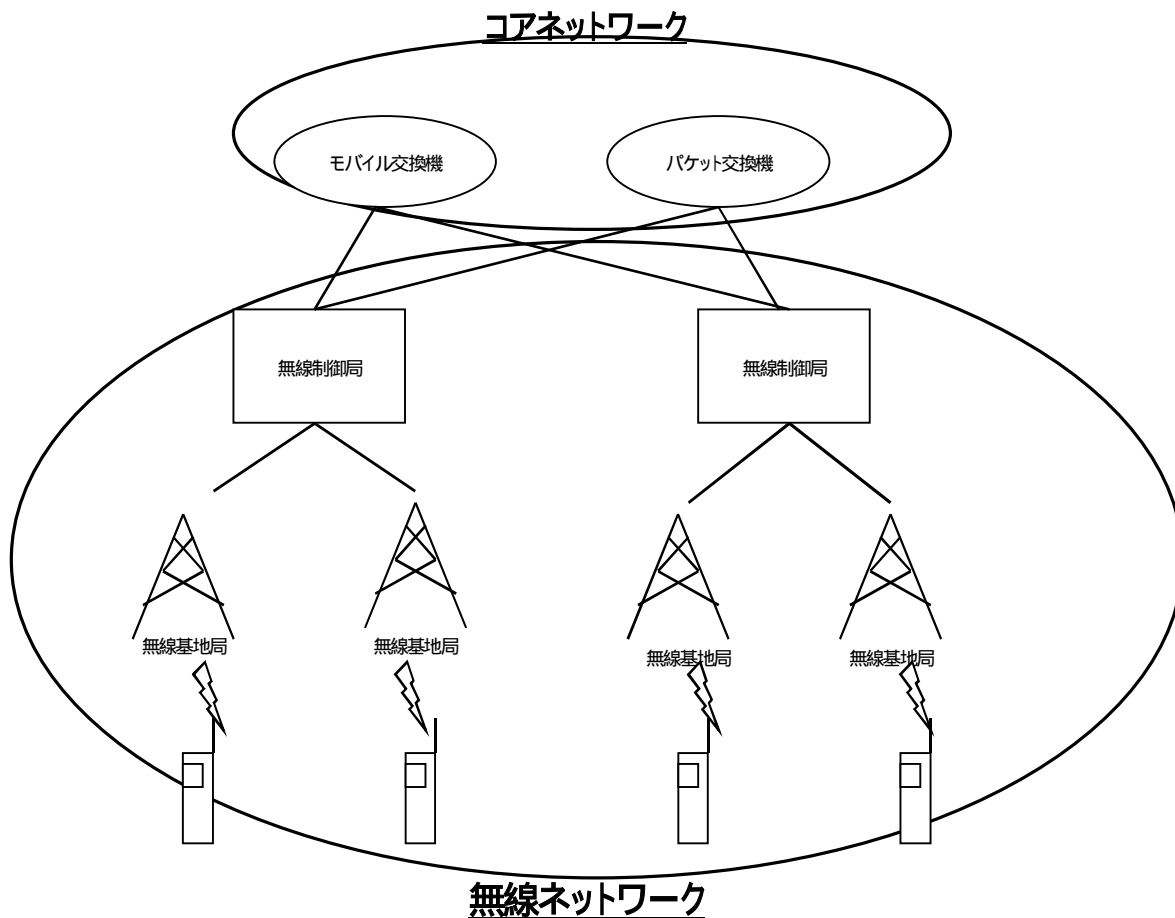 コアネットワーク
モバイル交換機
パケット交換機
無線制御局
無線制御局
無線基地局
無線基地局
無線基地局
無線基地局
無線ネットワーク